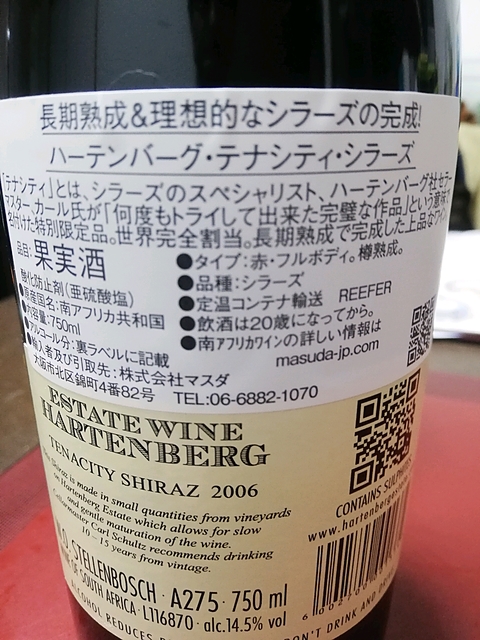 長期熟成&理想的なシラーズの完成!
ハーテンバーグ・テナシティ・シラーズ
「テナシティ」とは、シラーズのスペシャリスト、ハーテンバーグ社セラー
マスター カール氏が「何度もトライして出来た完璧な作品」という意味
名付けた特別限定品。世界完全割当。長期熟成で完成した上品なワイン
品目:果実酒
酸化防止剤(亜硫酸塩)
原産国名:南アフリカ共和国
内容量:750ml
●アルコール分:裏ラベルに記載
●輸入者及び引取先:株式会社マスダ
大阪市北区錦町4番82号 TEL:06-6882-1070
●タイプ:赤・フルボディ。樽熟成。
●品種:シラーズ
●定温コンテナ輸送 REEFER
●飲酒は20歳になってから。
●南アフリカワインの詳しい情報は
masuda-jp.com
ESTATE WINE
HARTENBERG
TENACITY SHIRAZ 2006
Shiraz is made in small quantities from vineyards
on Hartenberg Estate which allows for slow
and gentle maturation of the wine.
Cellarmaster Carl Schultz recommends drinking
10 – 15 years from vintage.
W.O. STELLENBOSCH · A275 · 750 ml
OF SOUTH AFRICA · L116870 · alc.14.5% vol
ALCOHOL REDUCES
DON'T DRINK AND
CONTAINS SULPHITES
www.hartenberges